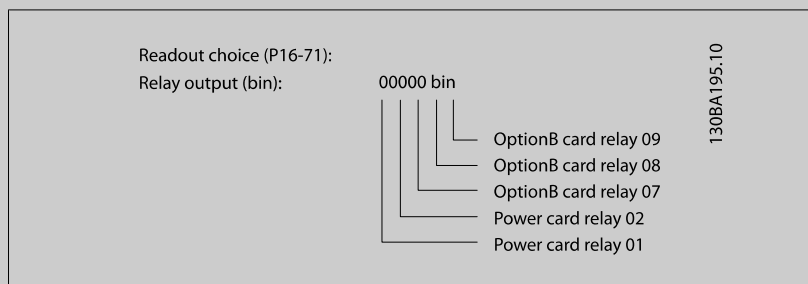 Readout choice (P16-71):
Relay output (bin): 00000 bin
OptionB card relay 09
OptionB card relay 08
OptionB card relay 07
Power card relay 02
Power card relay 01
130BA195.10